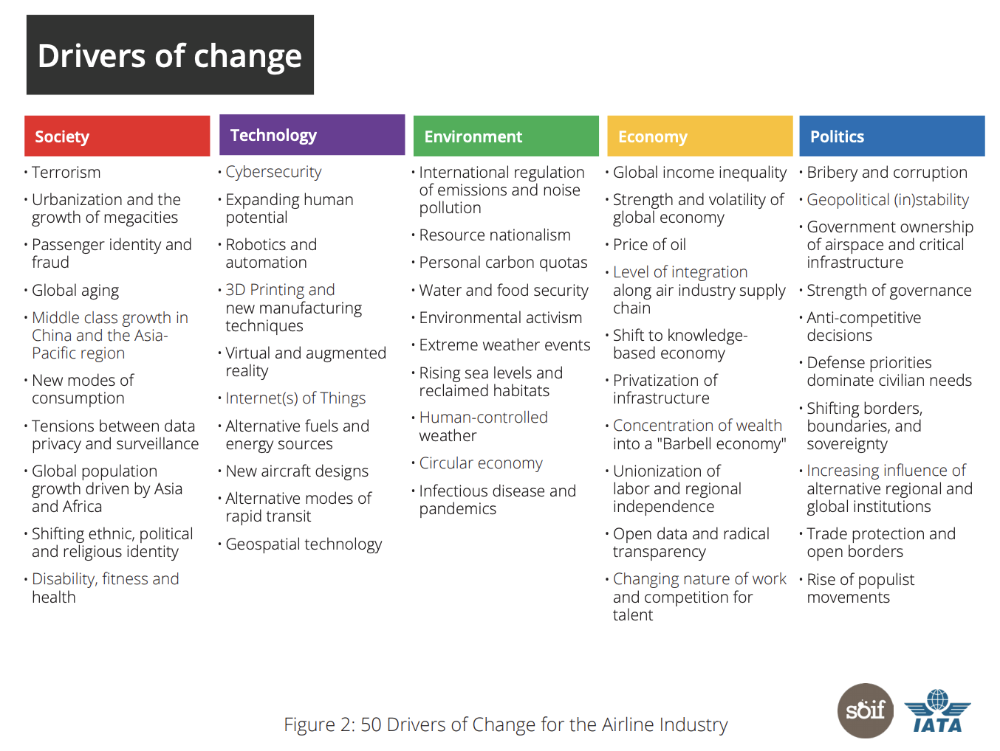 Drivers of change
Society
• Terrorism
• Urbanization and the
growth of megacities
• Passenger identity and
fraud
• Global aging
• Middle class growth in
China and the Asia-
Pacific region
• New modes of
consumption
• Tensions between data
privacy and surveillance
• Global population
growth driven by Asia
and Africa
• Shifting ethnic, political
and religious identity
• Disability, fitness and
health
Technology
• Cybersecurity
• Expanding human
potential
• Robotics and
automation
• 3D Printing and
new manufacturing
techniques
• Virtual and augmented
reality
• Internet(s) of Things
• Alternative fuels and
energy sources
• New aircraft designs
• Alternative modes of
rapid transit
• Geospatial technology
Environment
• International regulation
of emissions and noise
pollution
• Resource nationalism
• Personal carbon quotas
• Water and food security
• Environmental activism
• Extreme weather events
• Rising sea levels and
reclaimed habitats
• Human-controlled
weather
• Circular economy
• Infectious disease and
pandemics
Economy
• Global income inequality
• Strength and volatility of
global economy
• Price of oil
• Level of integration
along air industry supply
chain
• Shift to knowledge-
based economy
• Privatization of
infrastructure
• Concentration of wealth
into a "Barbell economy"
• Unionization of
labor and regional
independence
• Open data and radical
transparency
• Changing nature of work
and competition for
talent
Politics
• Bribery and corruption
• Geopolitical (in)stability
• Government ownership
of airspace and critical
infrastructure
• Strength of governance
• Anti-competitive
decisions
• Defense priorities
dominate civilian needs
• Shifting borders,
boundaries, and
sovereignty
• Increasing influence of
alternative regional and
global institutions
• Trade protection and
open borders
• Rise of populist
movements
Figure 2: 50 Drivers of Change for the Airline Industry
soif
IATA